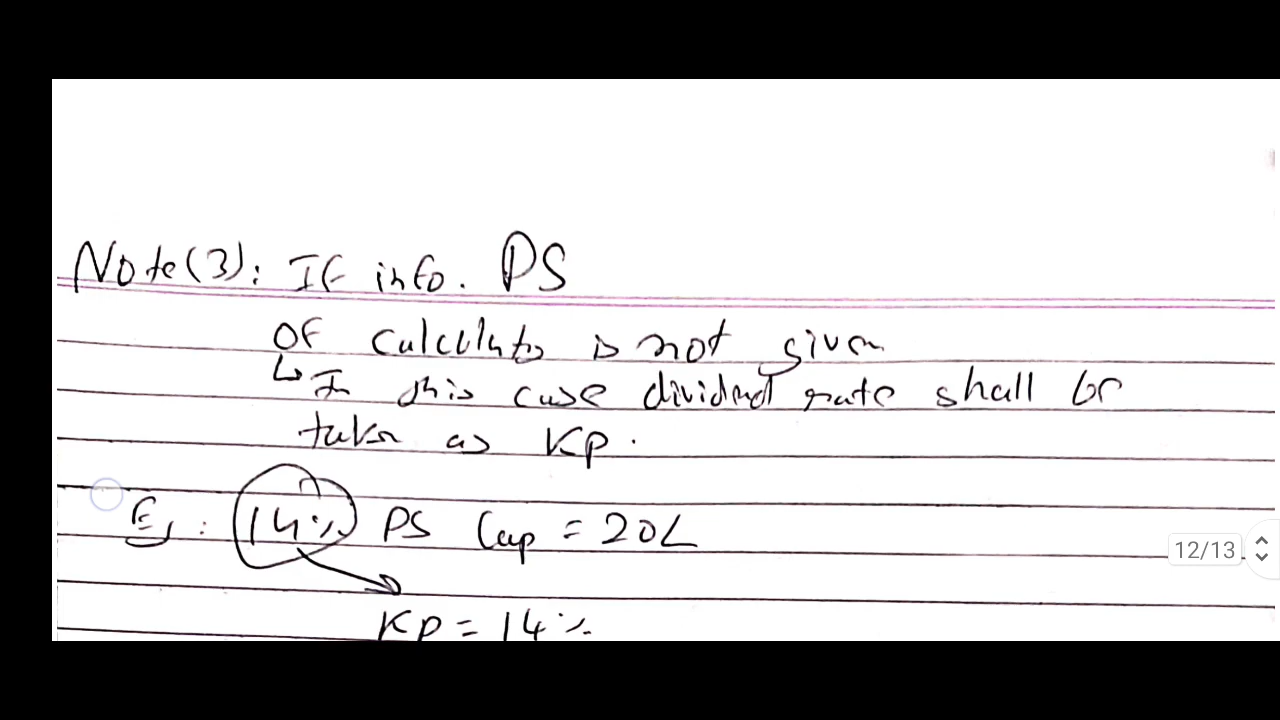 Note(3): If info. PS
Of calculate is not given
↳ In this case dividend rate shall be
taken as Kp.
Eg: 14% PS Cap = 20L
Kp = 14%
12/13